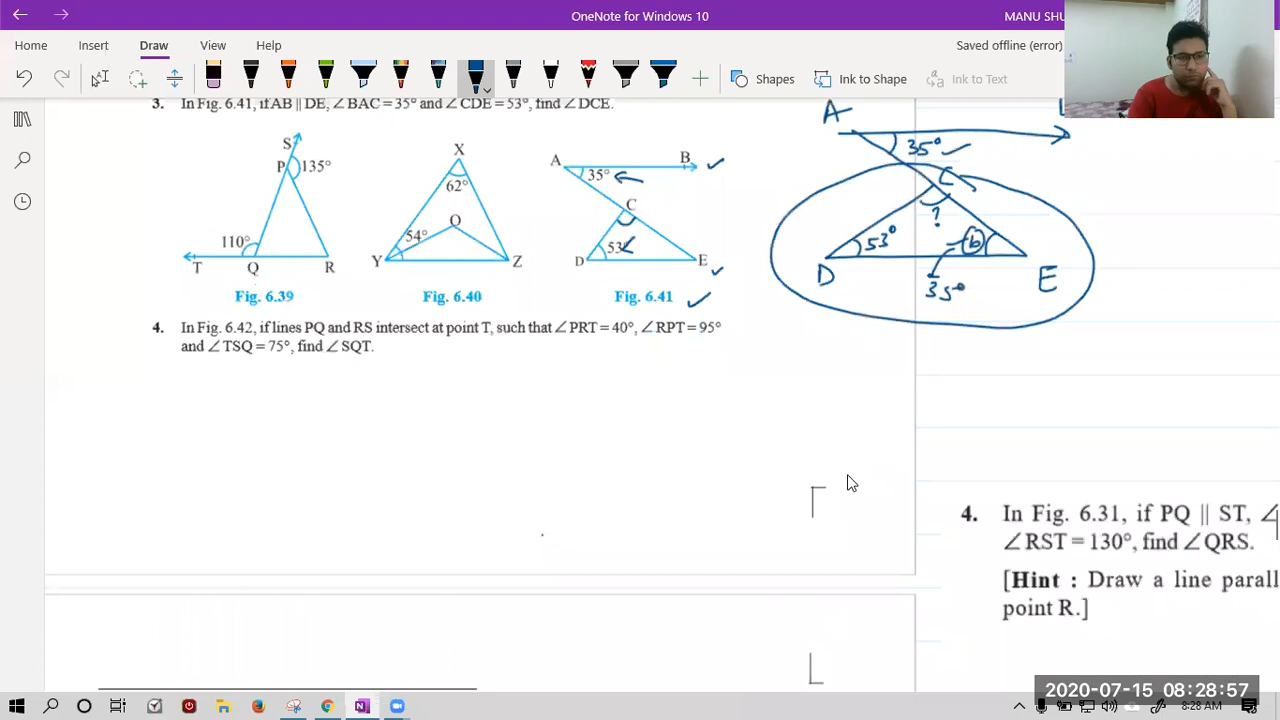 OneNote for Windows 10
MANU SHU
Home Insert Draw View Help
Saved offline (error)
Shapes Ink to Shape Ink to Text
3. In Fig. 6.41, if AB || DE, ∠ BAC = 35° and ∠ CDE = 53°, find ∠ DCE.
S
P 135°
110°
T Q R
Fig. 6.39
X
62°
O
54°
Y Z
Fig. 6.40
A B
35°
C
53°
D E
Fig. 6.41
A
35°
C
?
53° b
D 35° E
4. In Fig. 6.42, if lines PQ and RS intersect at point T, such that ∠ PRT = 40°, ∠ RPT = 95°
and ∠ TSQ = 75°, find ∠ SQT.
4. In Fig. 6.31, if PQ || ST, ∠
∠ RST = 130°, find ∠ QRS.
[Hint : Draw a line parall
point R.]
2020-07-15 08:28:57
8:28 AM